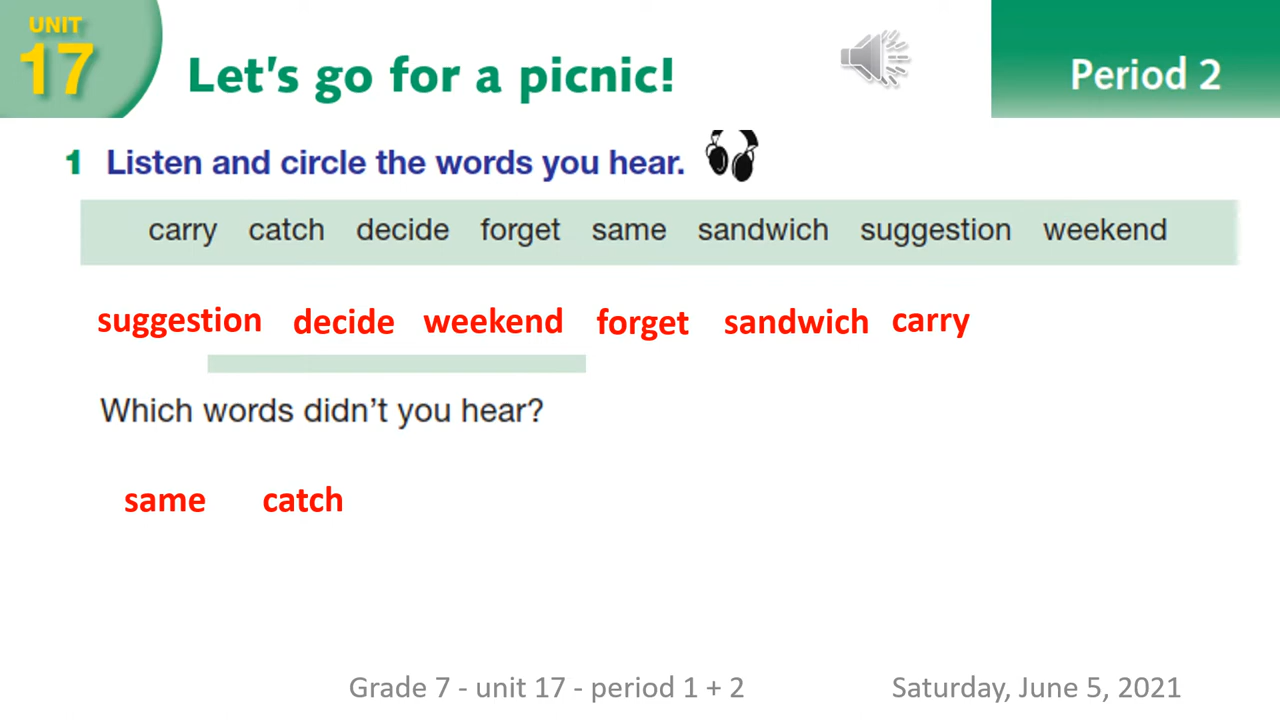 UNIT
17
Let's go for a picnic!
Period 2
1 Listen and circle the words you hear.
carry catch decide forget same sandwich suggestion weekend
suggestion decide weekend forget sandwich carry
Which words didn't you hear?
same catch
Grade 7 - unit 17 - period 1 + 2 Saturday, June 5, 2021